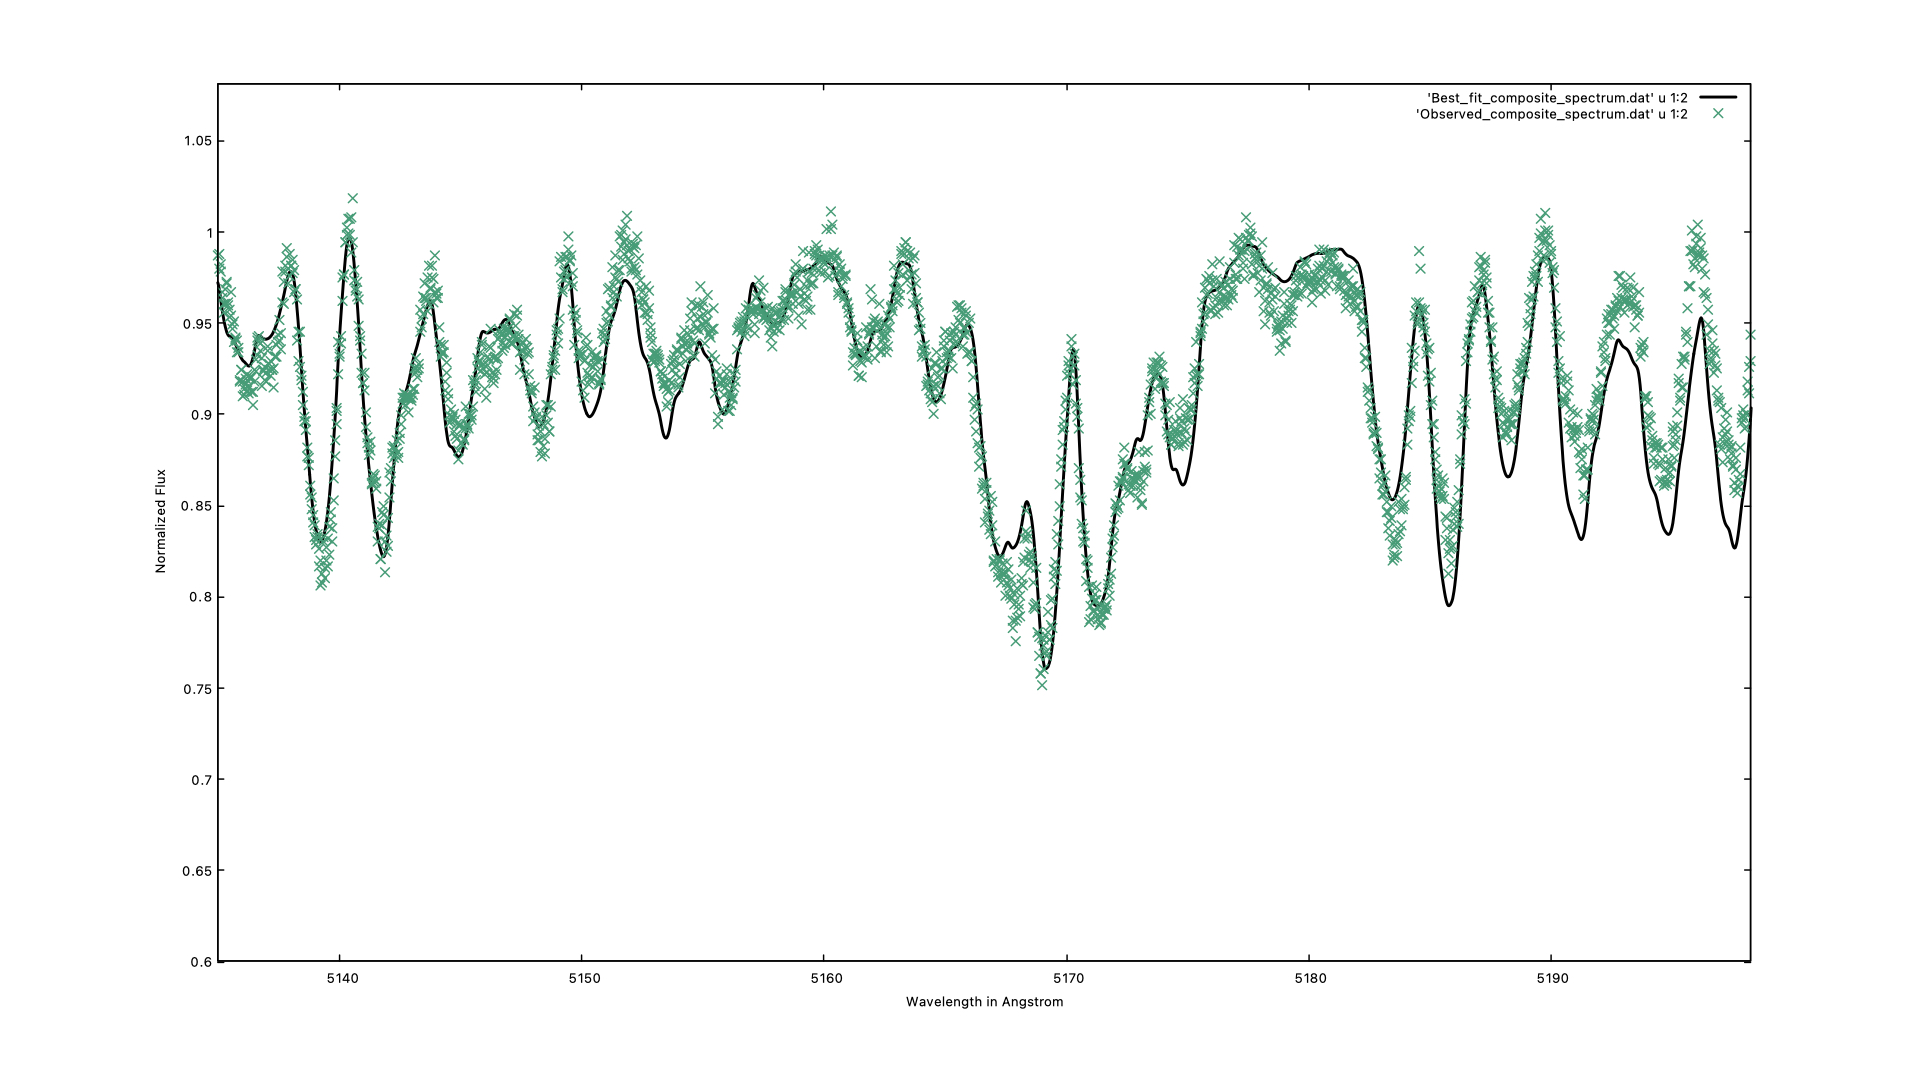 'Best_fit_composite_spectrum.dat' u 1:2
'Observed_composite_spectrum.dat' u 1:2
1.05
1
0.95
0.9
0.85
0.8
0.75
0.7
0.65
0.6
Normalized Flux
5140 5150 5160 5170 5180 5190
Wavelength in Angstrom